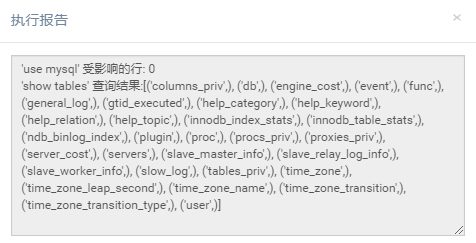 执行报告
×
'use mysql' 受影响的行: 0
'show tables' 查询结果:[('columns_priv',), ('db',), ('engine_cost',), ('event',), ('func',),
('general_log',), ('gtid_executed',), ('help_category',), ('help_keyword',),
('help_relation',), ('help_topic',), ('innodb_index_stats',), ('innodb_table_stats',),
('ndb_binlog_index',), ('plugin',), ('proc',), ('procs_priv',), ('proxies_priv',),
('server_cost',), ('servers',), ('slave_master_info',), ('slave_relay_log_info',),
('slave_worker_info',), ('slow_log',), ('tables_priv',), ('time_zone',),
('time_zone_leap_second',), ('time_zone_name',), ('time_zone_transition',),
('time_zone_transition_type',), ('user',)]